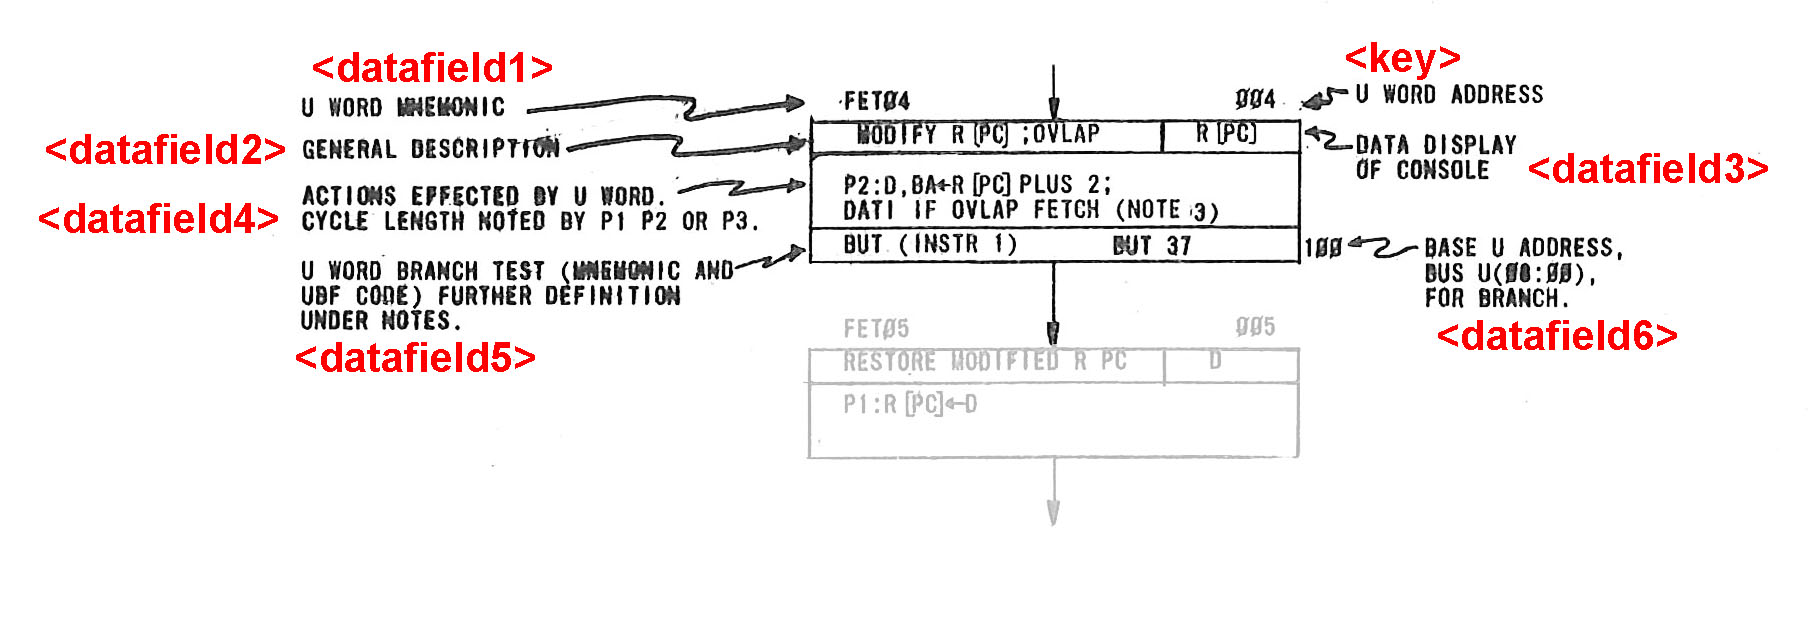 <datafield1>
<key>
U WORD MNEMONIC
FETØ4
ØØ4
U WORD ADDRESS
<datafield2>
GENERAL DESCRIPTION
MODIFY R[PC];OVLAP
R[PC]
DATA DISPLAY
OF CONSOLE
<datafield3>
ACTIONS EFFECTED BY U WORD.
CYCLE LENGTH NOTED BY P1 P2 OR P3.
<datafield4>
P2:D,BA←R[PC]PLUS 2;
DATI IF OVLAP FETCH (NOTE 3)
BUT (INSTR 1)
BUT 37
1ØØ
BASE U ADDRESS,
BUS U(Ø8:ØØ),
FOR BRANCH.
<datafield6>
U WORD BRANCH TEST (MNEMONIC AND
UBF CODE) FURTHER DEFINITION
UNDER NOTES.
<datafield5>
FETØ5
ØØ5
RESTORE MODIFIED R PC
D
P1:R[PC]←D